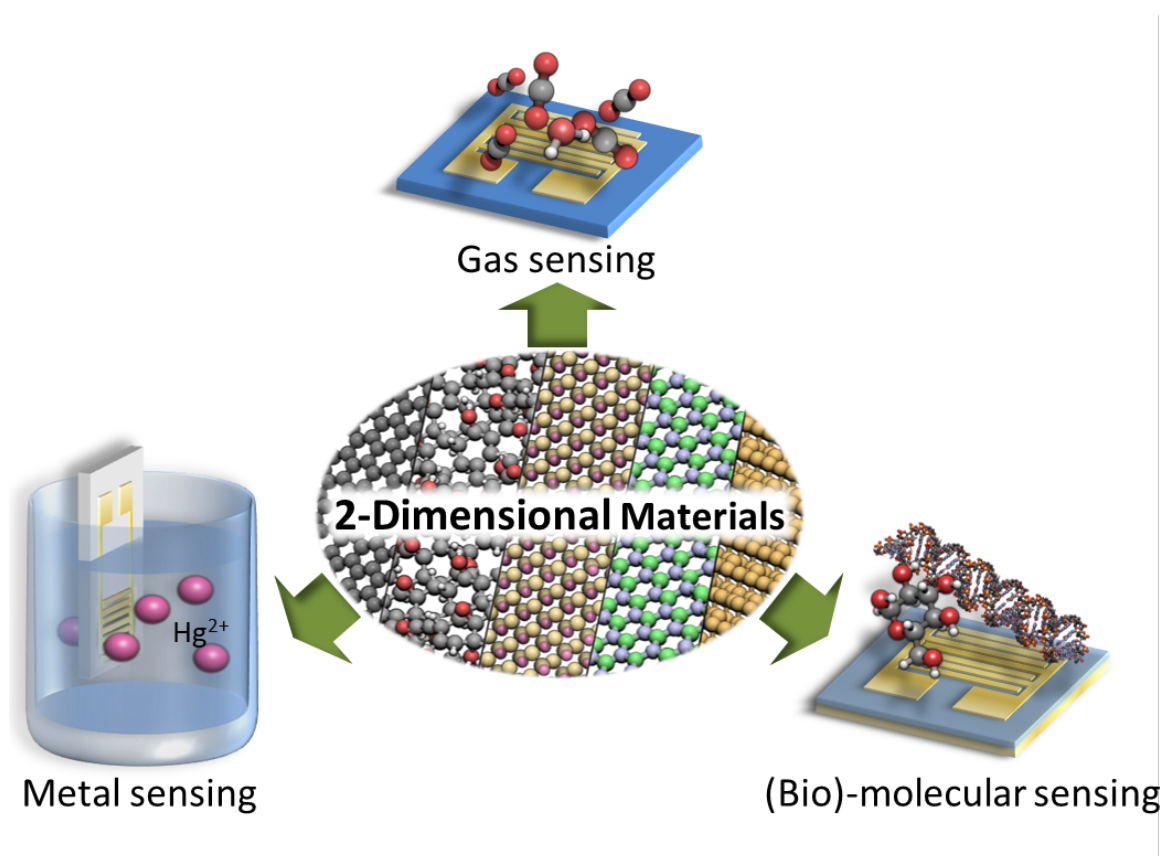 Gas sensing
2-Dimensional Materials
Hg²⁺
Metal sensing
(Bio)-molecular sensing